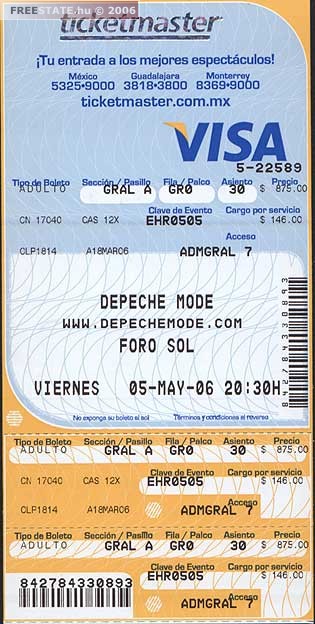 FREESTATE.hu © 2006
ticketmaster
¡Tu entrada a los mejores espectáculos!
México Guadalajara Monterrey
5325•9000 3818•3800 8369•9000
ticketmaster.com.mx
VISA
5-22589
Tipo de Boleto Sección / Pasillo Fila / Palco Asiento Precio
ADULTO GRAL A GRO 30 $ 875.00
Clave de Evento Cargo por servicio
CN 17040 CAS 12X EHR0505 $ 146.00
Acceso
CLP1814 A18MAR06 ADMGRAL 7
DEPECHE MODE
WWW.DEPECHEMODE.COM
FORO SOL
VIERNES 05-MAY-06 20:30H
842784330893
No exponga su boleto al sol Términos y condiciones al reverso
Tipo de Boleto Sección / Pasillo Fila / Palco Asiento Precio
ADULTO GRAL A GRO 30 $ 875.00
Clave de Evento Cargo por servicio
CN 17040 CAS 12X EHR0505 $ 146.00
Acceso
CLP1814 A18MAR06 ADMGRAL 7
Tipo de Boleto Sección / Pasillo Fila / Palco Asiento Precio
ADULTO GRAL A GRO 30 $ 875.00
Clave de Evento Cargo por servicio
EHR0505 $ 146.00
842784330893
Acceso
ADMGRAL 7